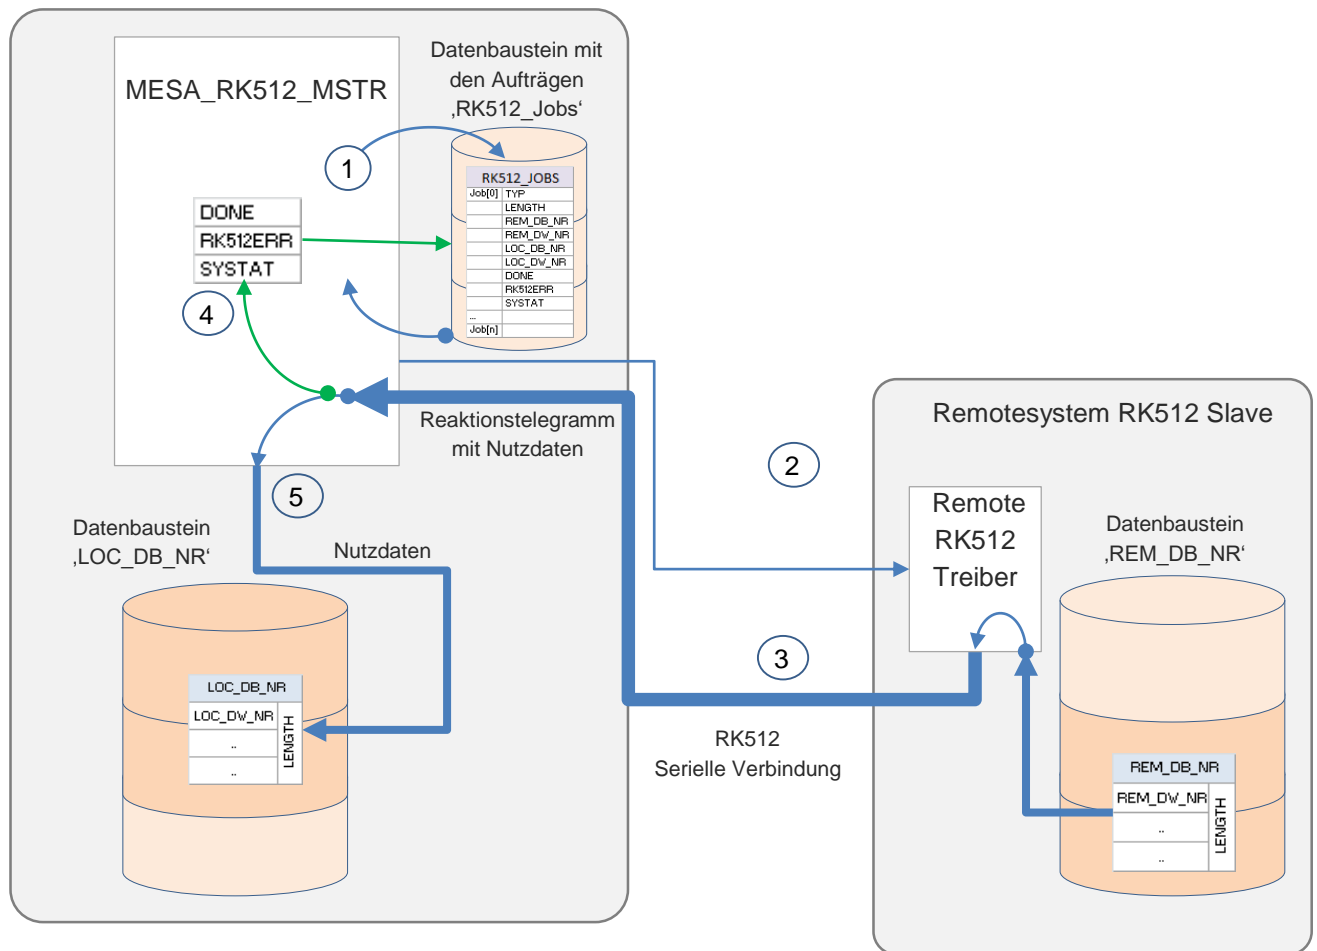 MESA_RK512_MSTR
Datenbaustein mit
den Aufträgen
‚RK512_Jobs‘
1
RK512_JOBS
Job[0] TYP
LENGTH
REM_DB_NR
REM_DW_NR
LOC_DB_NR
LOC_DW_NR
DONE
RK512ERR
SYSTAT
...
Job[n]
DONE
RK512ERR
SYSTAT
4
Reaktionstelegramm
mit Nutzdaten
2
5
Datenbaustein
‚LOC_DB_NR‘
Nutzdaten
LOC_DB_NR
LOC_DW_NR
..
..
LENGTH
3
RK512
Serielle Verbindung
Remotesystem RK512 Slave
Remote
RK512
Treiber
Datenbaustein
‚REM_DB_NR‘
REM_DB_NR
REM_DW_NR
..
..
LENGTH